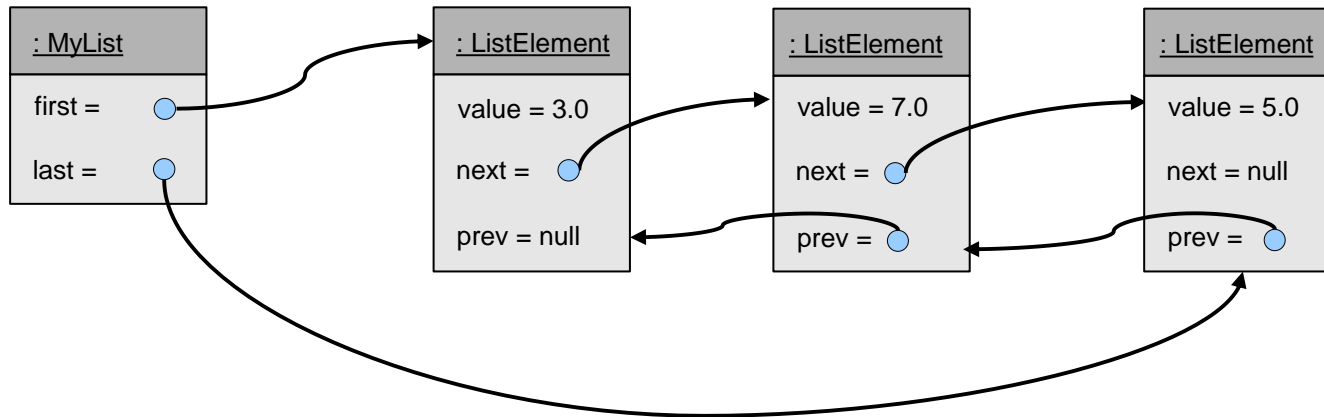 : MyList
first =
last =
: ListElement
value = 3.0
next =
prev = null
: ListElement
value = 7.0
next =
prev =
: ListElement
value = 5.0
next = null
prev =